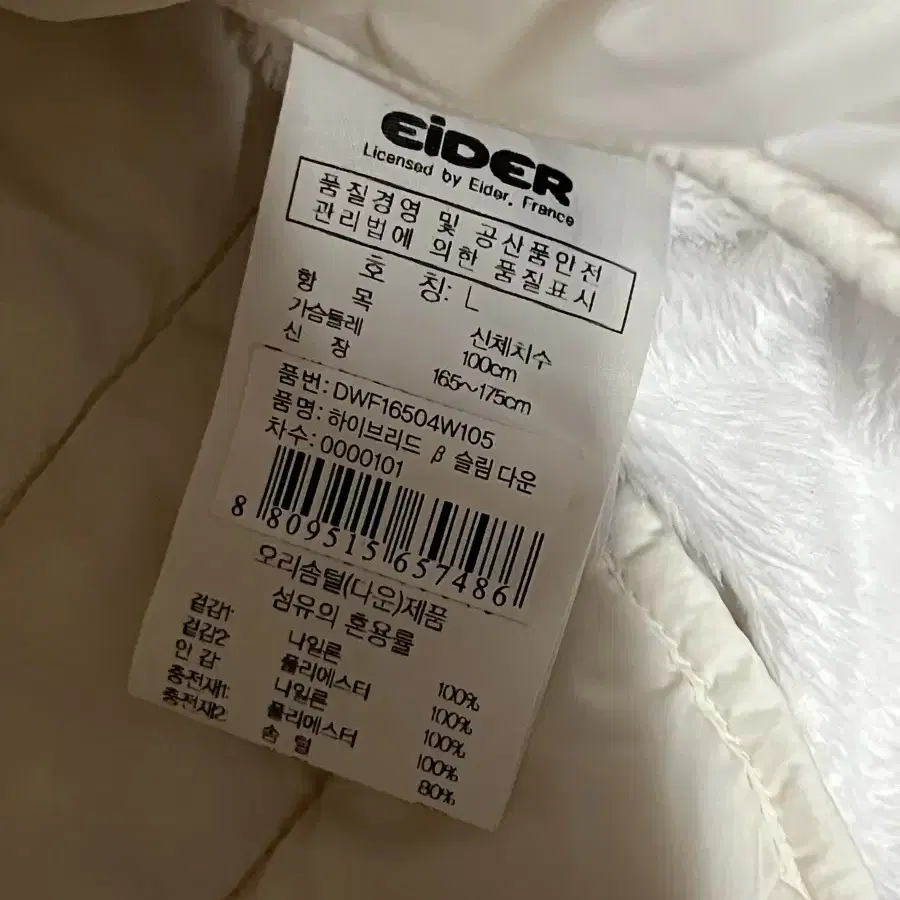 EiDER
Licensed by Eider, France
품질경영 및 공산품안전
관리법에 의한 품질표시
호 칭: L
항 목 신체치수
가슴둘레 100cm
신 장 165~175cm
품번: DWF16504W105
품명: 하이브리드 β 슬림 다운
차수: 0000101
8 809515 657486
오리솜털(다운)제품
섬유의 혼용률
겉감1: 나일론 100%
겉감2 폴리에스터 100%
안 감 나일론 100%
충전재1: 폴리에스터 100%
충전재2: 솜 털 80%